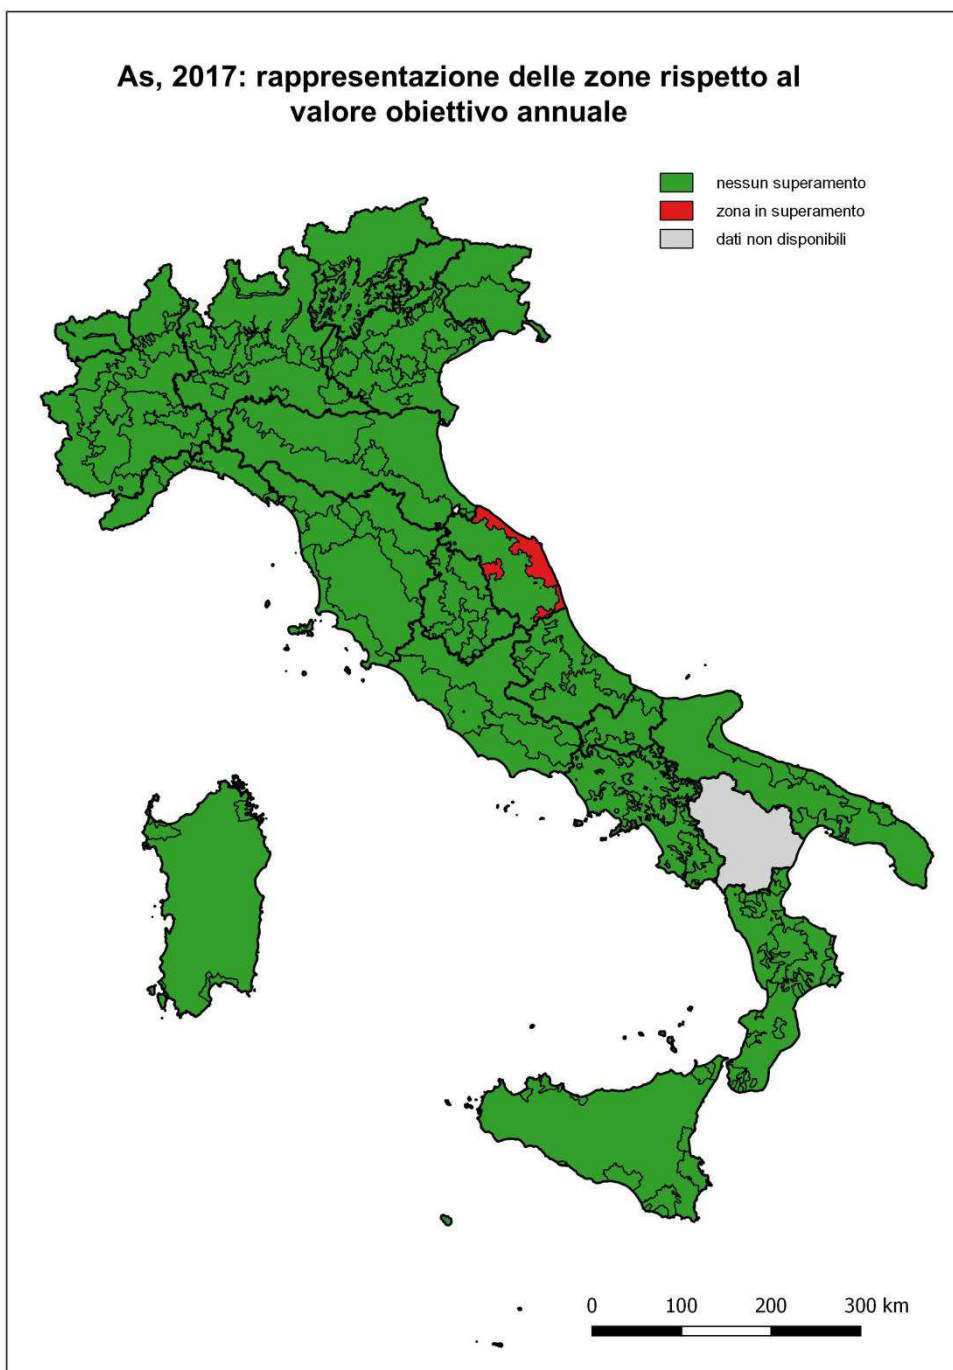 As, 2017: rappresentazione delle zone rispetto al
valore obiettivo annuale
nessun superamento
zona in superamento
dati non disponibili
0 100 200 300 km